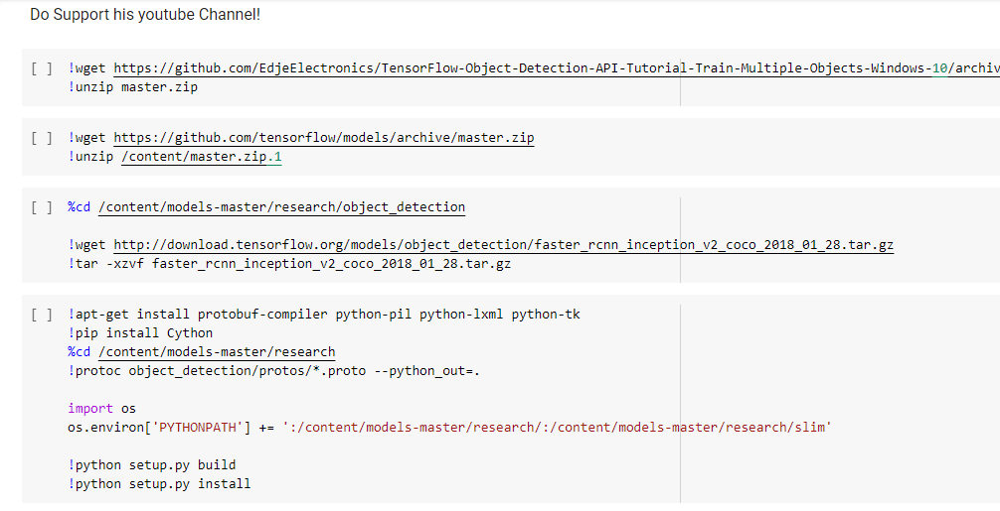 Do Support his youtube Channel!
[ ] !wget https://github.com/EdjeElectronics/TensorFlow-Object-Detection-API-Tutorial-Train-Multiple-Objects-Windows-10/archiv
!unzip master.zip
[ ] !wget https://github.com/tensorflow/models/archive/master.zip
!unzip /content/master.zip.1
[ ] %cd /content/models-master/research/object_detection
!wget http://download.tensorflow.org/models/object_detection/faster_rcnn_inception_v2_coco_2018_01_28.tar.gz
!tar -xzvf faster_rcnn_inception_v2_coco_2018_01_28.tar.gz
[ ] !apt-get install protobuf-compiler python-pil python-lxml python-tk
!pip install Cython
%cd /content/models-master/research
!protoc object_detection/protos/*.proto --python_out=.
import os
os.environ['PYTHONPATH'] += ':/content/models-master/research/:/content/models-master/research/slim'
!python setup.py build
!python setup.py install